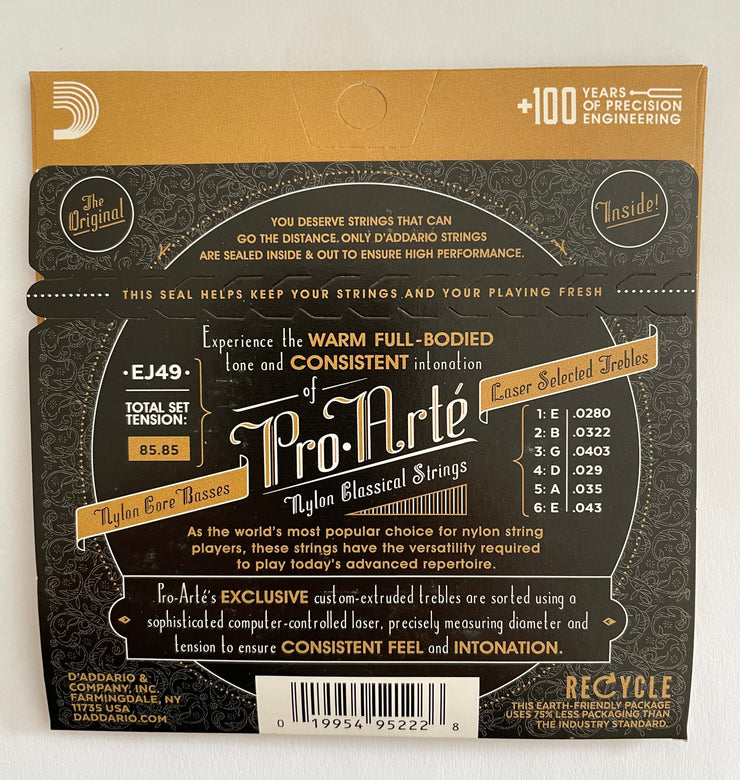 +100 YEARS
OF PRECISION
ENGINEERING
The
Original
Inside!
YOU DESERVE STRINGS THAT CAN
GO THE DISTANCE. ONLY D'ADDARIO STRINGS
ARE SEALED INSIDE & OUT TO ENSURE HIGH PERFORMANCE.
THIS SEAL HELPS KEEP YOUR STRINGS AND YOUR PLAYING FRESH
Experience the WARM FULL-BODIED
tone and CONSISTENT intonation
of
Pro·Arté
Nylon Classical Strings
·EJ49·
TOTAL SET
TENSION:
85.85
Nylon Core Basses
Laser Selected Trebles
1: E .0280
2: B .0322
3: G .0403
4: D .029
5: A .035
6: E .043
As the world's most popular choice for nylon string
players, these strings have the versatility required
to play today's advanced repertoire.
Pro-Arté's EXCLUSIVE custom-extruded trebles are sorted using a
sophisticated computer-controlled laser, precisely measuring diameter and
tension to ensure CONSISTENT FEEL and INTONATION.
D'ADDARIO &
COMPANY, INC.
FARMINGDALE, NY
11735 USA
DADDARIO.COM
0 19954 95222 8
RECYCLE
THIS EARTH-FRIENDLY PACKAGE
USES 75% LESS PACKAGING THAN
THE INDUSTRY STANDARD.